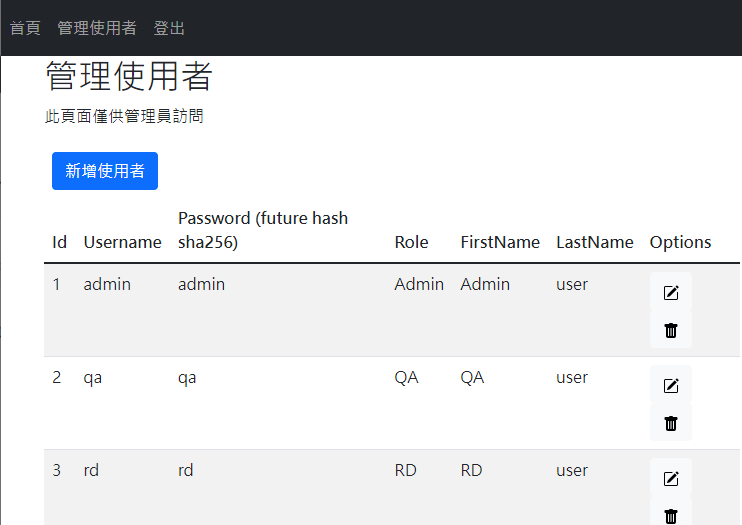 首頁 管理使用者 登出
管理使用者
此頁面僅供管理員訪問
新增使用者
Id Username Password (future hash sha256) Role FirstName LastName Options
1 admin admin Admin Admin user
2 qa qa QA QA user
3 rd rd RD RD user